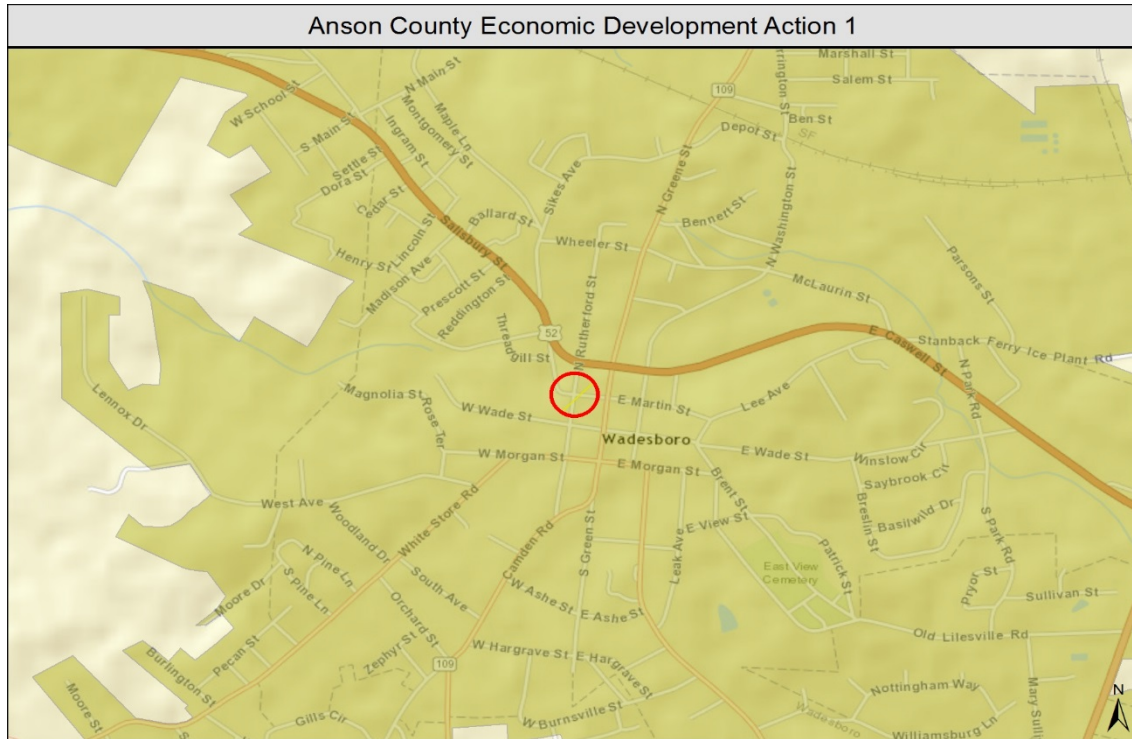 Anson County Economic Development Action 1
Marshall St
Salem St
N Main St
W School St
Maple Ln
Montgomery St
109
Ben St
Depot St
SF
S Main St
Ingram St
Settle St
Dora St
Sikes Ave
N Greene St
N Washington St
Cedar St
Ballard St
Bennett St
Lincoln St
Salisbury St
Wheeler St
Parsons St
Henry St
Madison Ave
Prescott St
Reddington St
McLaurin St
N Rutherford St
52
Threadgill St
E Caswell St
Stanback Ferry Ice Plant Rd
N Park Rd
Lennox Dr
Magnolia St
Rose Ter
W Wade St
E Martin St
Lee Ave
Wadesboro
W Morgan St
E Morgan St
E Wade St
Winslow Cir
Saybrook Cir
Brent St
Breslin St
Basilwild Dr
West Ave
Woodland Dr
White Store Rd
Camden Rd
S Green St
E View St
Leak Ave
Patrick St
S Park Rd
East View
Cemetery
N Pine Ln
S Pine Ln
Moore Dr
South Ave
Orchard St
W Ashe St
E Ashe St
Pryor St
Sullivan St
Pecan St
Zephyr St
Old Lilesville Rd
Burlington St
109
W Hargrave St
E Hargrave St
Moore St
Gills Cir
W Burnsville St
Nottingham Way
Wadesboro
Williamsburg Ln
N